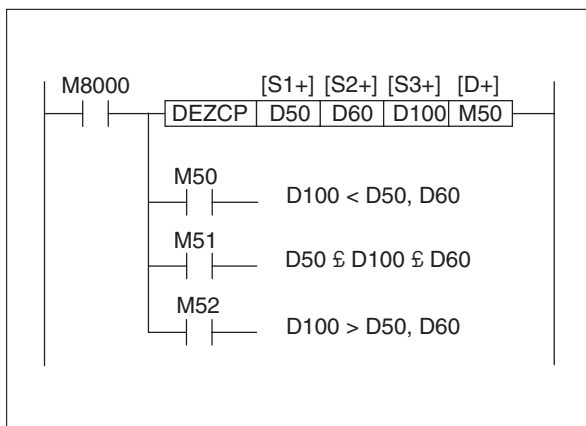 M8000 [S1+] [S2+] [S3+] [D+]
DEZCP D50 D60 D100 M50
M50
D100 < D50, D60
M51
D50 £ D100 £ D60
M52
D100 > D50, D60